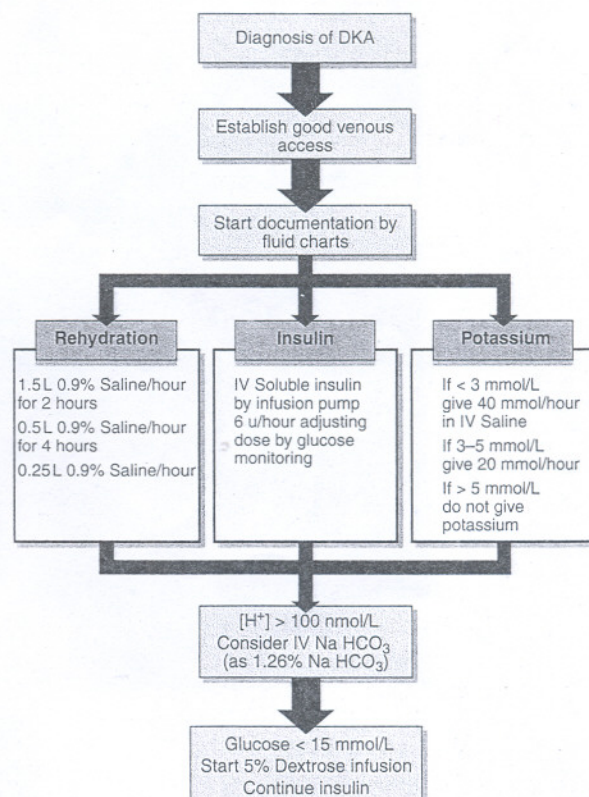 Diagnosis of DKA
Establish good venous
access
Start documentation by
fluid charts
Rehydration
1.5L 0.9% Saline/hour
for 2 hours
0.5L 0.9% Saline/hour
for 4 hours
0.25L 0.9% Saline/hour
Insulin
IV Soluble insulin
by infusion pump
6 u/hour adjusting
dose by glucose
monitoring
Potassium
If < 3 mmol/L
give 40 mmol/hour
in IV Saline
If 3–5 mmol/L
give 20 mmol/hour
If > 5 mmol/L
do not give
potassium
[H⁺] > 100 nmol/L
Consider IV Na HCO₃
(as 1.26% Na HCO₃)
Glucose < 15 mmol/L
Start 5% Dextrose infusion
Continue insulin